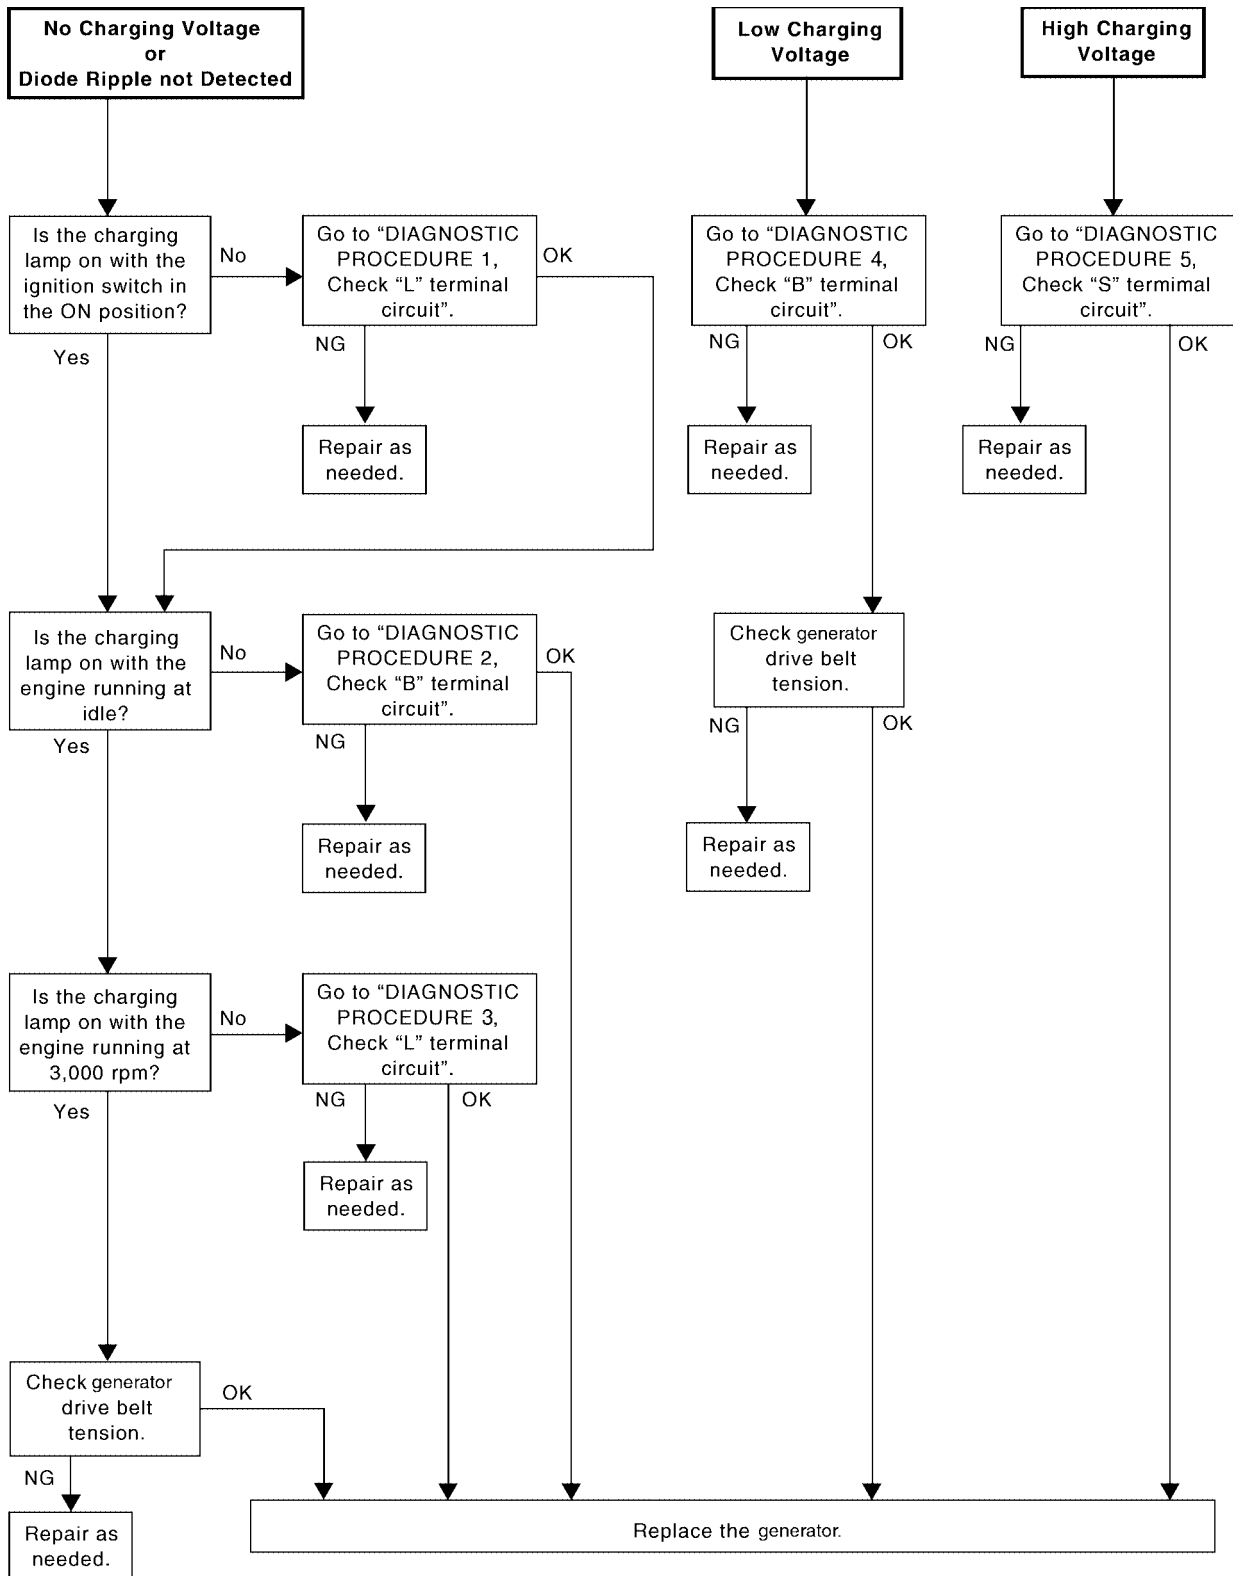 No Charging Voltage
or
Diode Ripple not Detected
Low Charging
Voltage
High Charging
Voltage
Is the charging
lamp on with the
ignition switch in
the ON position?
No
Yes
Go to “DIAGNOSTIC
PROCEDURE 1,
Check “L” terminal
circuit”.
OK
NG
Repair as
needed.
Go to “DIAGNOSTIC
PROCEDURE 4,
Check “B” terminal
circuit”.
NG
OK
Repair as
needed.
Go to “DIAGNOSTIC
PROCEDURE 5,
Check “S” termimal
circuit”.
NG
OK
Repair as
needed.
Is the charging
lamp on with the
engine running at
idle?
No
Yes
Go to “DIAGNOSTIC
PROCEDURE 2,
Check “B” terminal
circuit”.
OK
NG
Repair as
needed.
Check generator
drive belt
tension.
NG
OK
Repair as
needed.
Is the charging
lamp on with the
engine running at
3,000 rpm?
No
Yes
Go to “DIAGNOSTIC
PROCEDURE 3,
Check “L” terminal
circuit”.
NG
OK
Repair as
needed.
Check generator
drive belt
tension.
OK
NG
Repair as
needed.
Replace the generator.